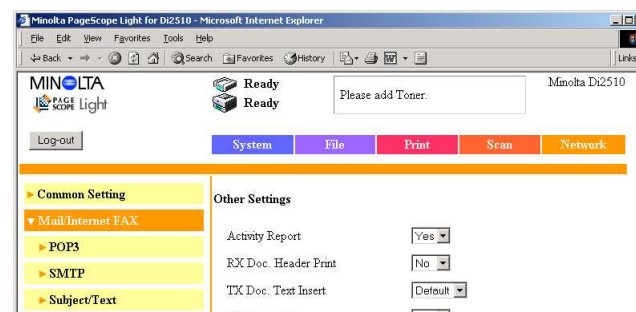 Minolta PageScope Light for Di2510 - Microsoft Internet Explorer
File Edit View Favorites Tools Help
Back Search Favorites History Links
MINOLTA Ready Please add Toner. Minolta Di2510
PAGE SCOPE Light Ready
Log-out System File Print Scan Network
Common Setting
Other Settings
Mail/Internet FAX
Activity Report Yes
POP3
RX Doc. Header Print No
SMTP
TX Doc. Text Insert Default
Subject/Text